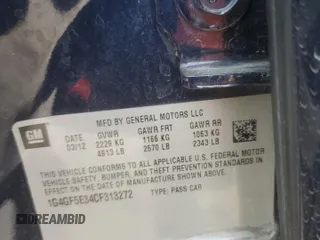 GM
MFD BY GENERAL MOTORS LLC
DATE GVWR GAWR FRT GAWR RR
03/12 2229 KG 1166 KG 1063 KG
4913 LB 2570 LB 2343 LB
THIS VEHICLE CONFORMS TO ALL APPLICABLE U.S. FEDERAL MOTOR
VEHICLE SAFETY, BUMPER, AND THEFT PREVENTION STANDARDS IN
EFFECT ON THE DATE OF MANUFACTURE SHOWN ABOVE.
1G4GF5E34CF313272 TYPE: PASS CAR